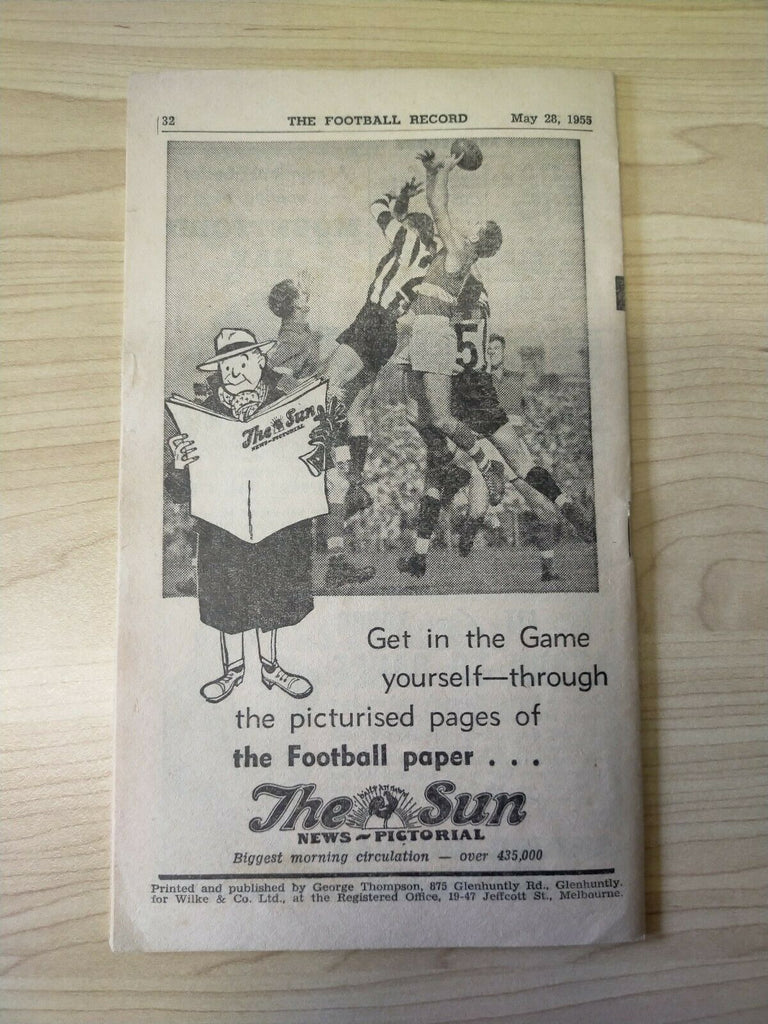 32 THE FOOTBALL RECORD May 28, 1955
5
The Sun
NEWS-PICTORIAL
Get in the Game
yourself—through
the picturised pages of
the Football paper . . .
The Sun
NEWS-PICTORIAL
Biggest morning circulation — over 435,000
Printed and published by George Thompson, 875 Glenhuntly Rd., Glenhuntly.
for Wilke & Co. Ltd., at the Registered Office, 19-47 Jeffcott St., Melbourne.